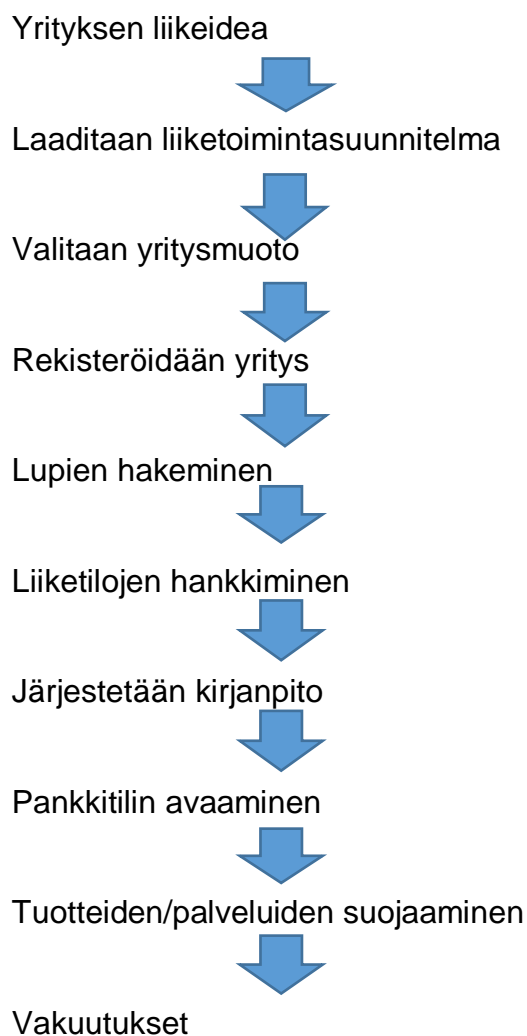 Yrityksen liikeidea
Laaditaan liiketoimintasuunnitelma
Valitaan yritysmuoto
Rekisteröidään yritys
Lupien hakeminen
Liiketilojen hankkiminen
Järjestetään kirjanpito
Pankkitilin avaaminen
Tuotteiden/palveluiden suojaaminen
Vakuutukset